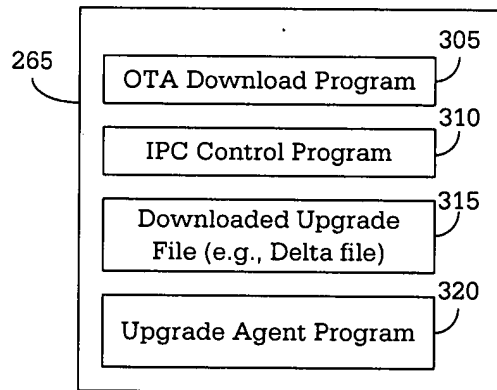 265
305
OTA Download Program
310
IPC Control Program
315
Downloaded Upgrade
File (e.g., Delta file)
320
Upgrade Agent Program